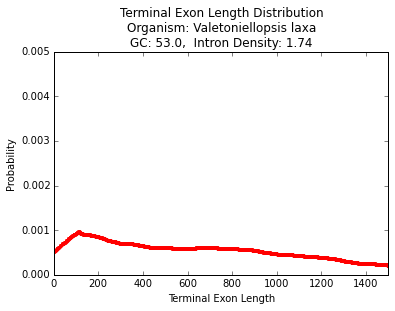 Terminal Exon Length Distribution
Organism: Valetoniellopsis laxa
GC: 53.0,  Intron Density: 1.74
0.005
0.004
0.003
0.002
0.001
0.000
Probability
0 200 400 600 800 1000 1200 1400
Terminal Exon Length